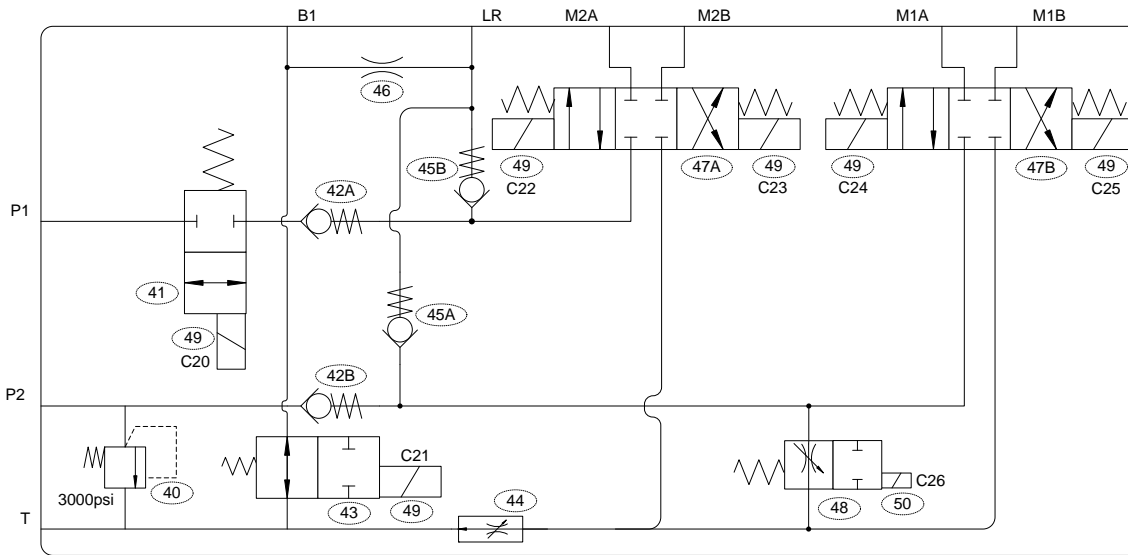 B1 LR M2A M2B M1A M1B
46
45B 47A 47B
49 49 49 49
C22 C23 C24 C25
42A
P1
41
45A
49
C20
42B
P2
C21
C26
3000psi 40 44
43 49 48 50
T